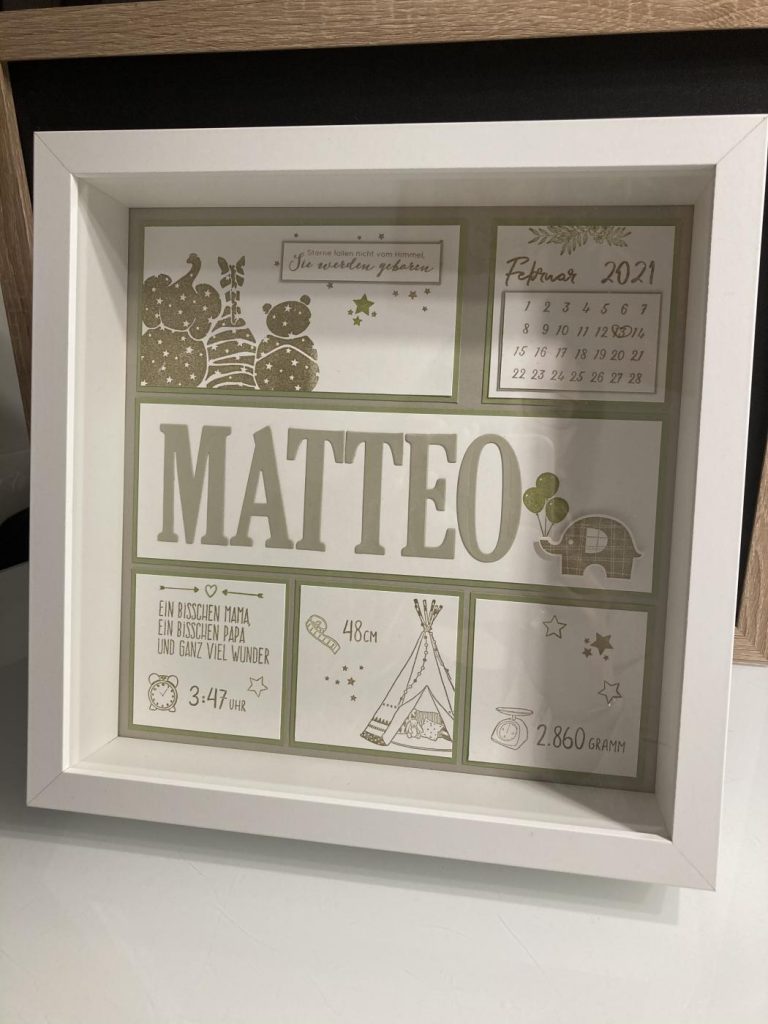 Sterne fallen nicht vom Himmel,
Sie werden geboren
Februar 2021
1 2 3 4 5 6 7
8 9 10 11 12 13 14
15 16 17 18 19 20 21
22 23 24 25 26 27 28
MATTEO
EIN BISSCHEN MAMA,
EIN BISSCHEN PAPA
UND GANZ VIEL WUNDER
3:47 UHR
48CM
2.860 GRAMM